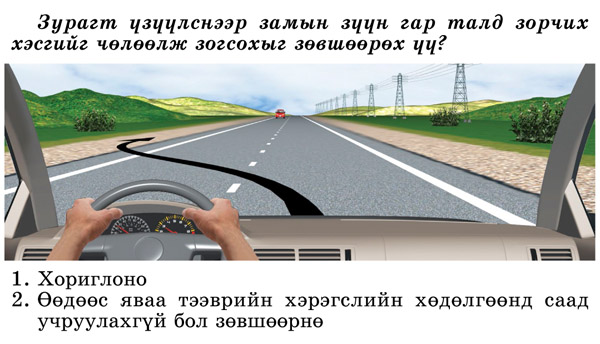 Зурагт үзүүлснээр замын зүүн гар талд зорчих
хэсгийг чөлөөлж зогсохыг зөвшөөрөх үү?
1. Хориглоно
2. Өөдөөс яваа тээврийн хэрэгслийн хөдөлгөөнд саад
учруулахгүй бол зөвшөөрнө